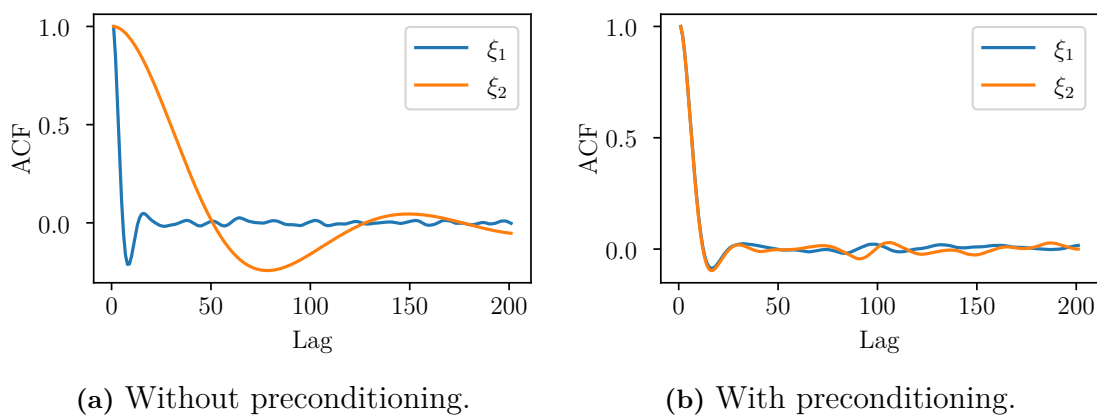 1.0
0.5
0.0
ACF
0
50
100
150
200
Lag
ξ1
ξ2
(a) Without preconditioning.
1.0
0.5
0.0
ACF
0
50
100
150
200
Lag
ξ1
ξ2
(b) With preconditioning.